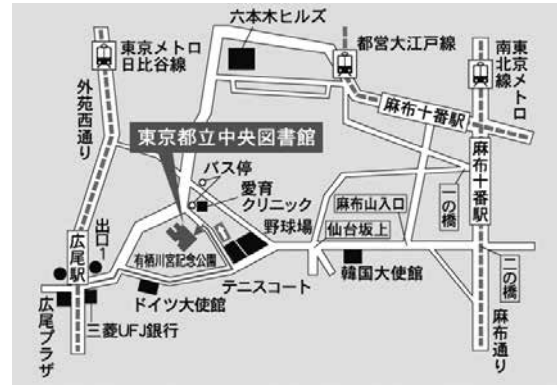 六本木ヒルズ
東京メトロ
日比谷線
都営大江戸線
東京メトロ
南北線
外苑西通り
麻布十番駅
麻布十番駅
東京都立中央図書館
バス停
愛育
クリニック
野球場
麻布山入口
一の橋
仙台坂上
出口1
広尾駅
有栖川宮記念公園
テニスコート
韓国大使館
二の橋
ドイツ大使館
広尾プラザ
三菱UFJ銀行
麻布通り